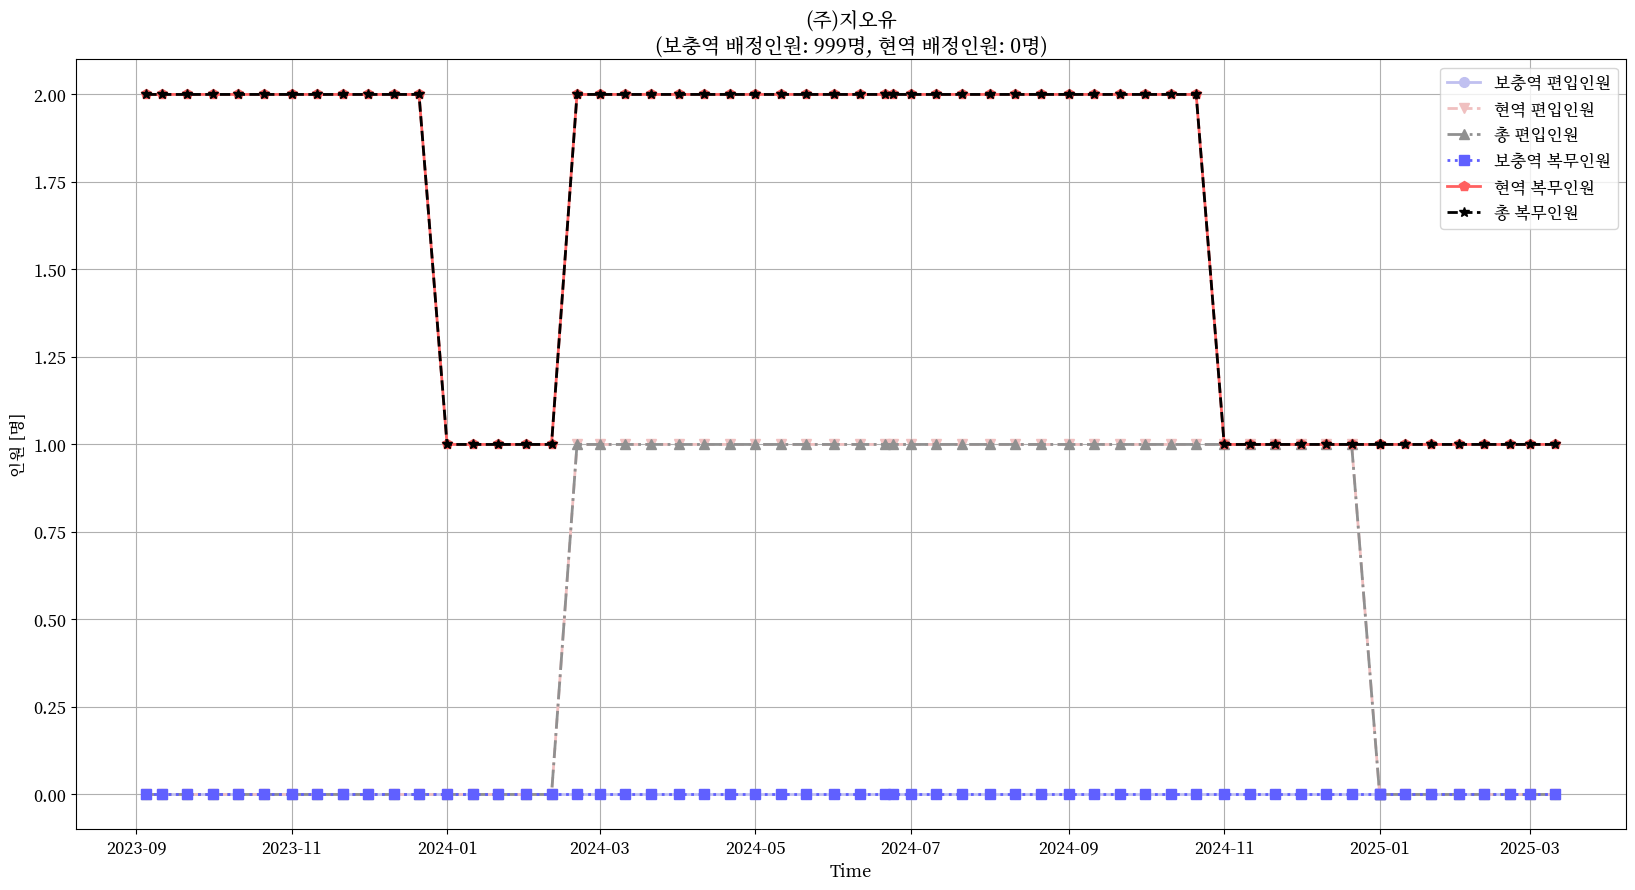 (주)지오유
(보충역 배정인원: 999명, 현역 배정인원: 0명)
보충역 편입인원
현역 편입인원
총 편입인원
보충역 복무인원
현역 복무인원
총 복무인원
2.00
1.75
1.50
1.25
1.00
0.75
0.50
0.25
0.00
인원 [명]
2023-09 2023-11 2024-01 2024-03 2024-05 2024-07 2024-09 2024-11 2025-01 2025-03
Time